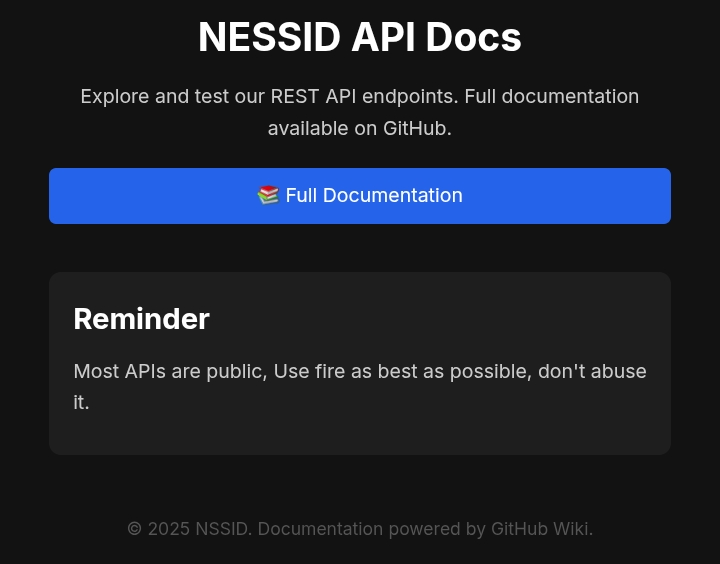 NESSID API Docs
Explore and test our REST API endpoints. Full documentation
available on GitHub.
📚 Full Documentation
Reminder
Most APIs are public, Use fire as best as possible, don't abuse
it.
© 2025 NSSID. Documentation powered by GitHub Wiki.